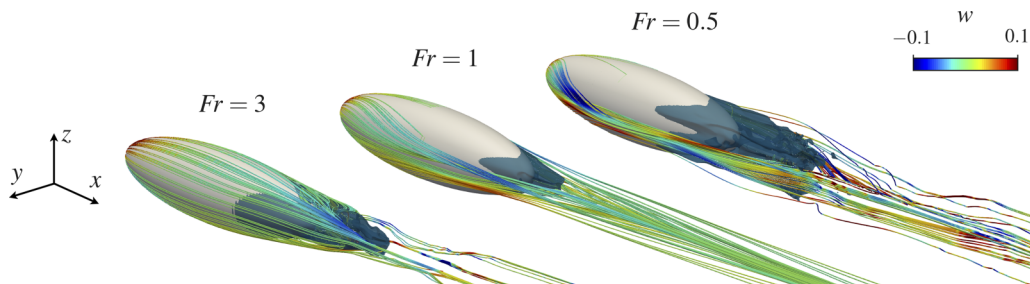 Fr = 0.5
w
−0.1
0.1
Fr = 1
Fr = 3
z
y
x